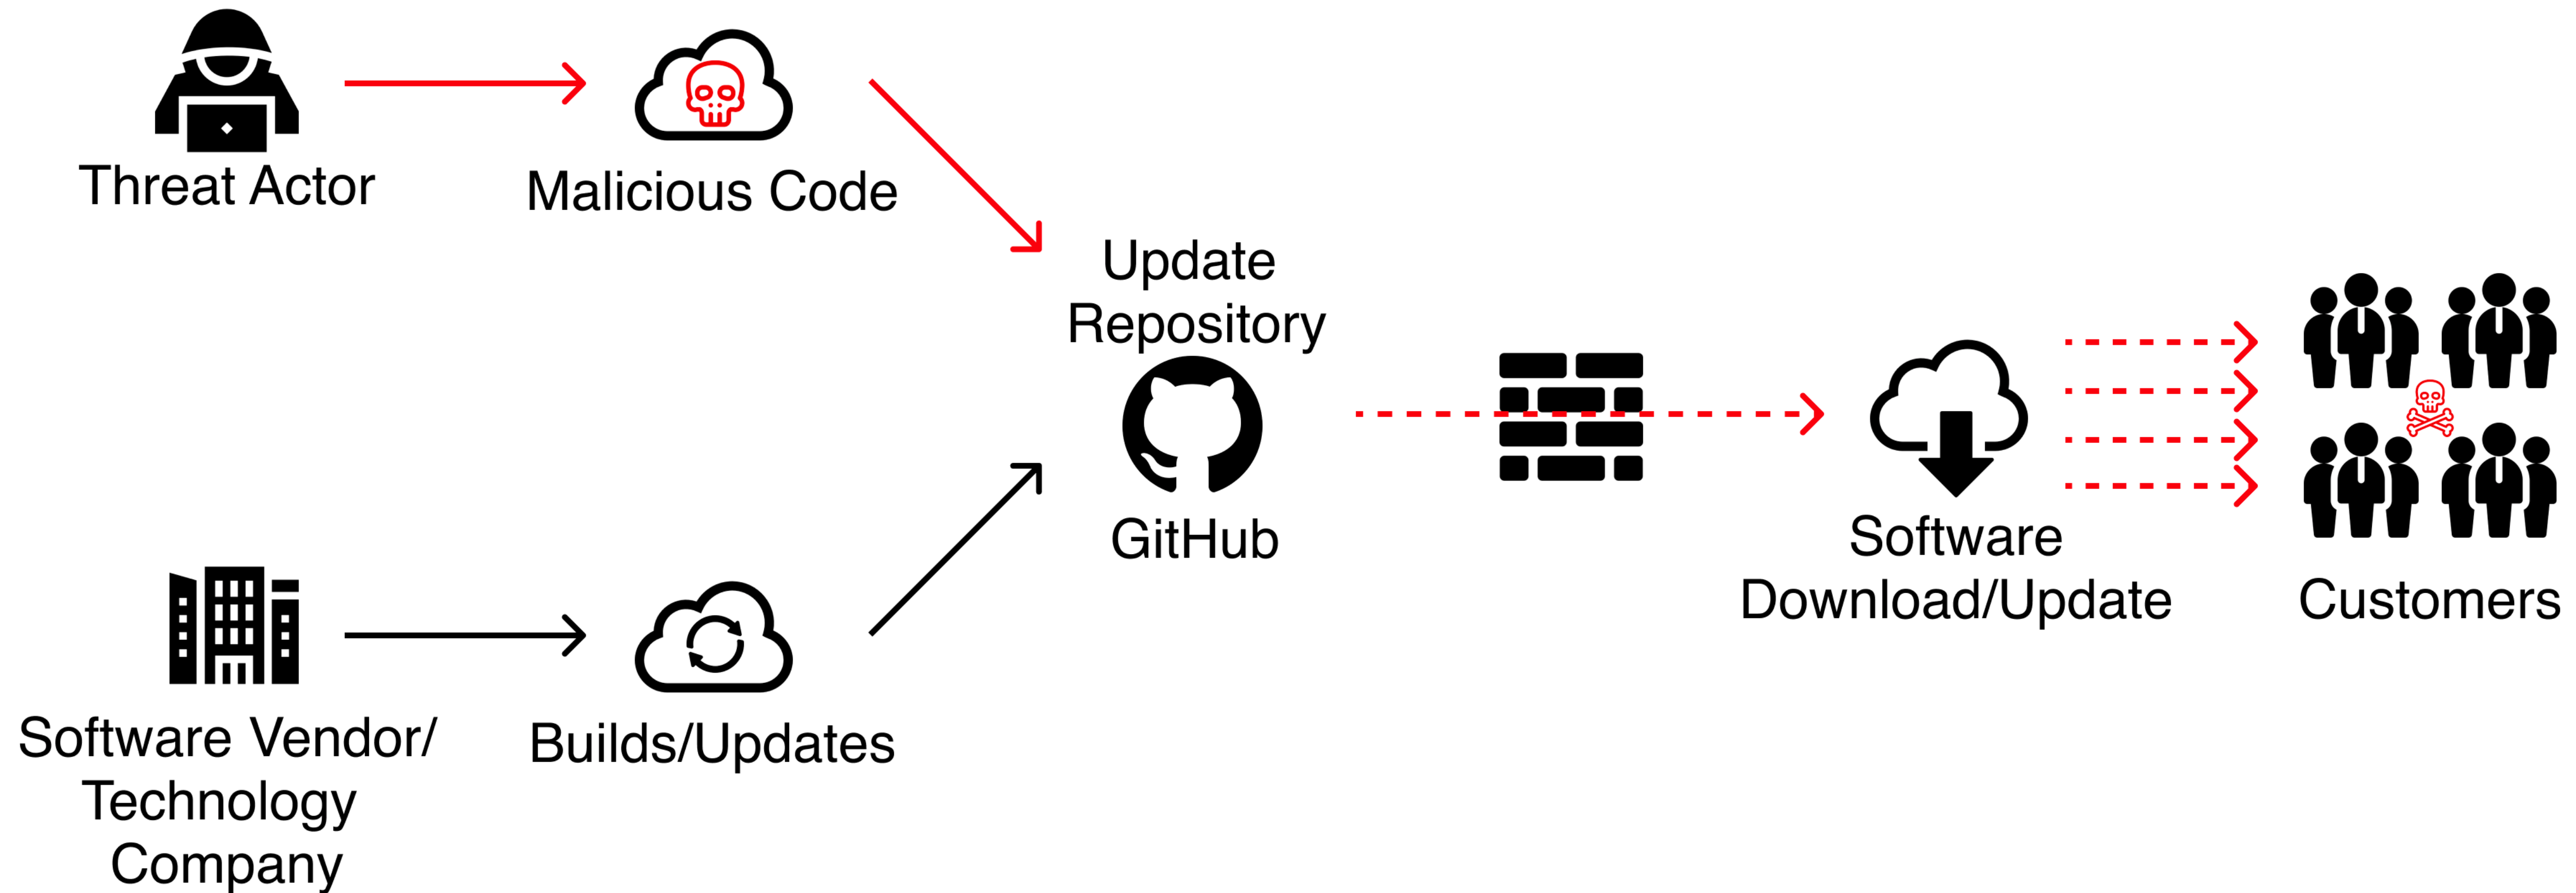 Threat Actor
Malicious Code
Update
Repository
GitHub
Software Vendor/
Technology
Company
Builds/Updates
Software
Download/Update
Customers